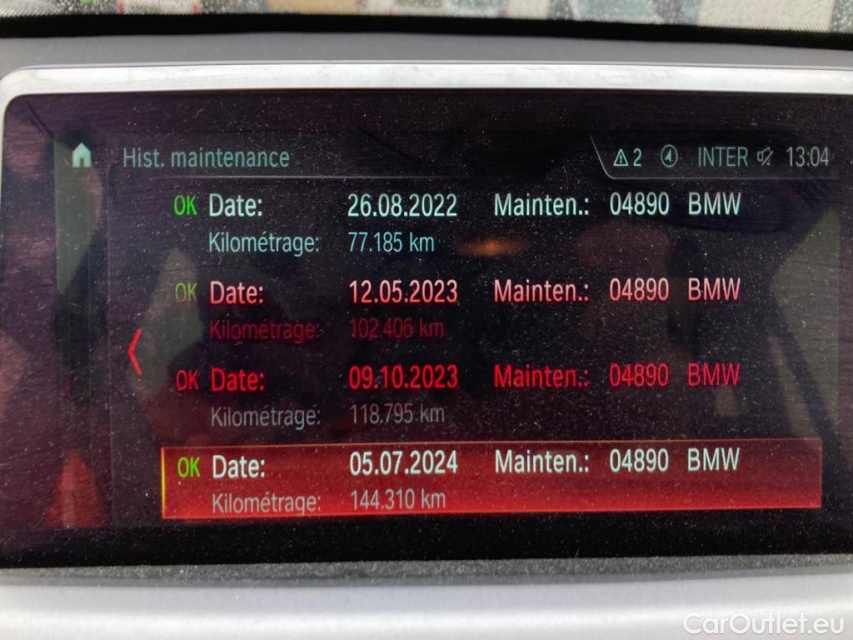 Hist. maintenance 2 INTER 13:04
OK Date: 26.08.2022 Mainten.: 04890 BMW
Kilométrage: 77.185 km
OK Date: 12.05.2023 Mainten.: 04890 BMW
Kilométrage: 102.406 km
OK Date: 09.10.2023 Mainten.: 04890 BMW
Kilométrage: 118.795 km
OK Date: 05.07.2024 Mainten.: 04890 BMW
Kilométrage: 144.310 km
CarOutlet.eu